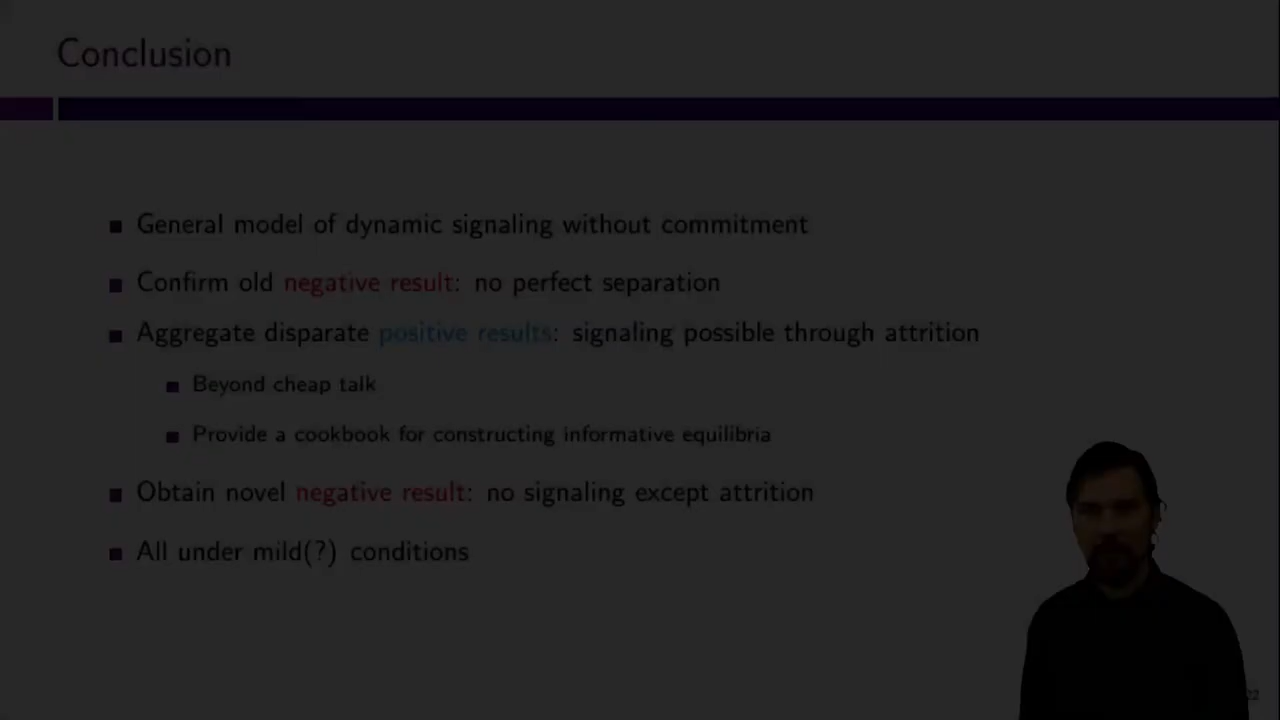 Conclusion
General model of dynamic signaling without commitment
Confirm old negative result: no perfect separation
Aggregate disparate positive results: signaling possible through attrition
Beyond cheap talk
Provide a cookbook for constructing informative equilibria
Obtain novel negative result: no signaling except attrition
All under mild(?) conditions
22